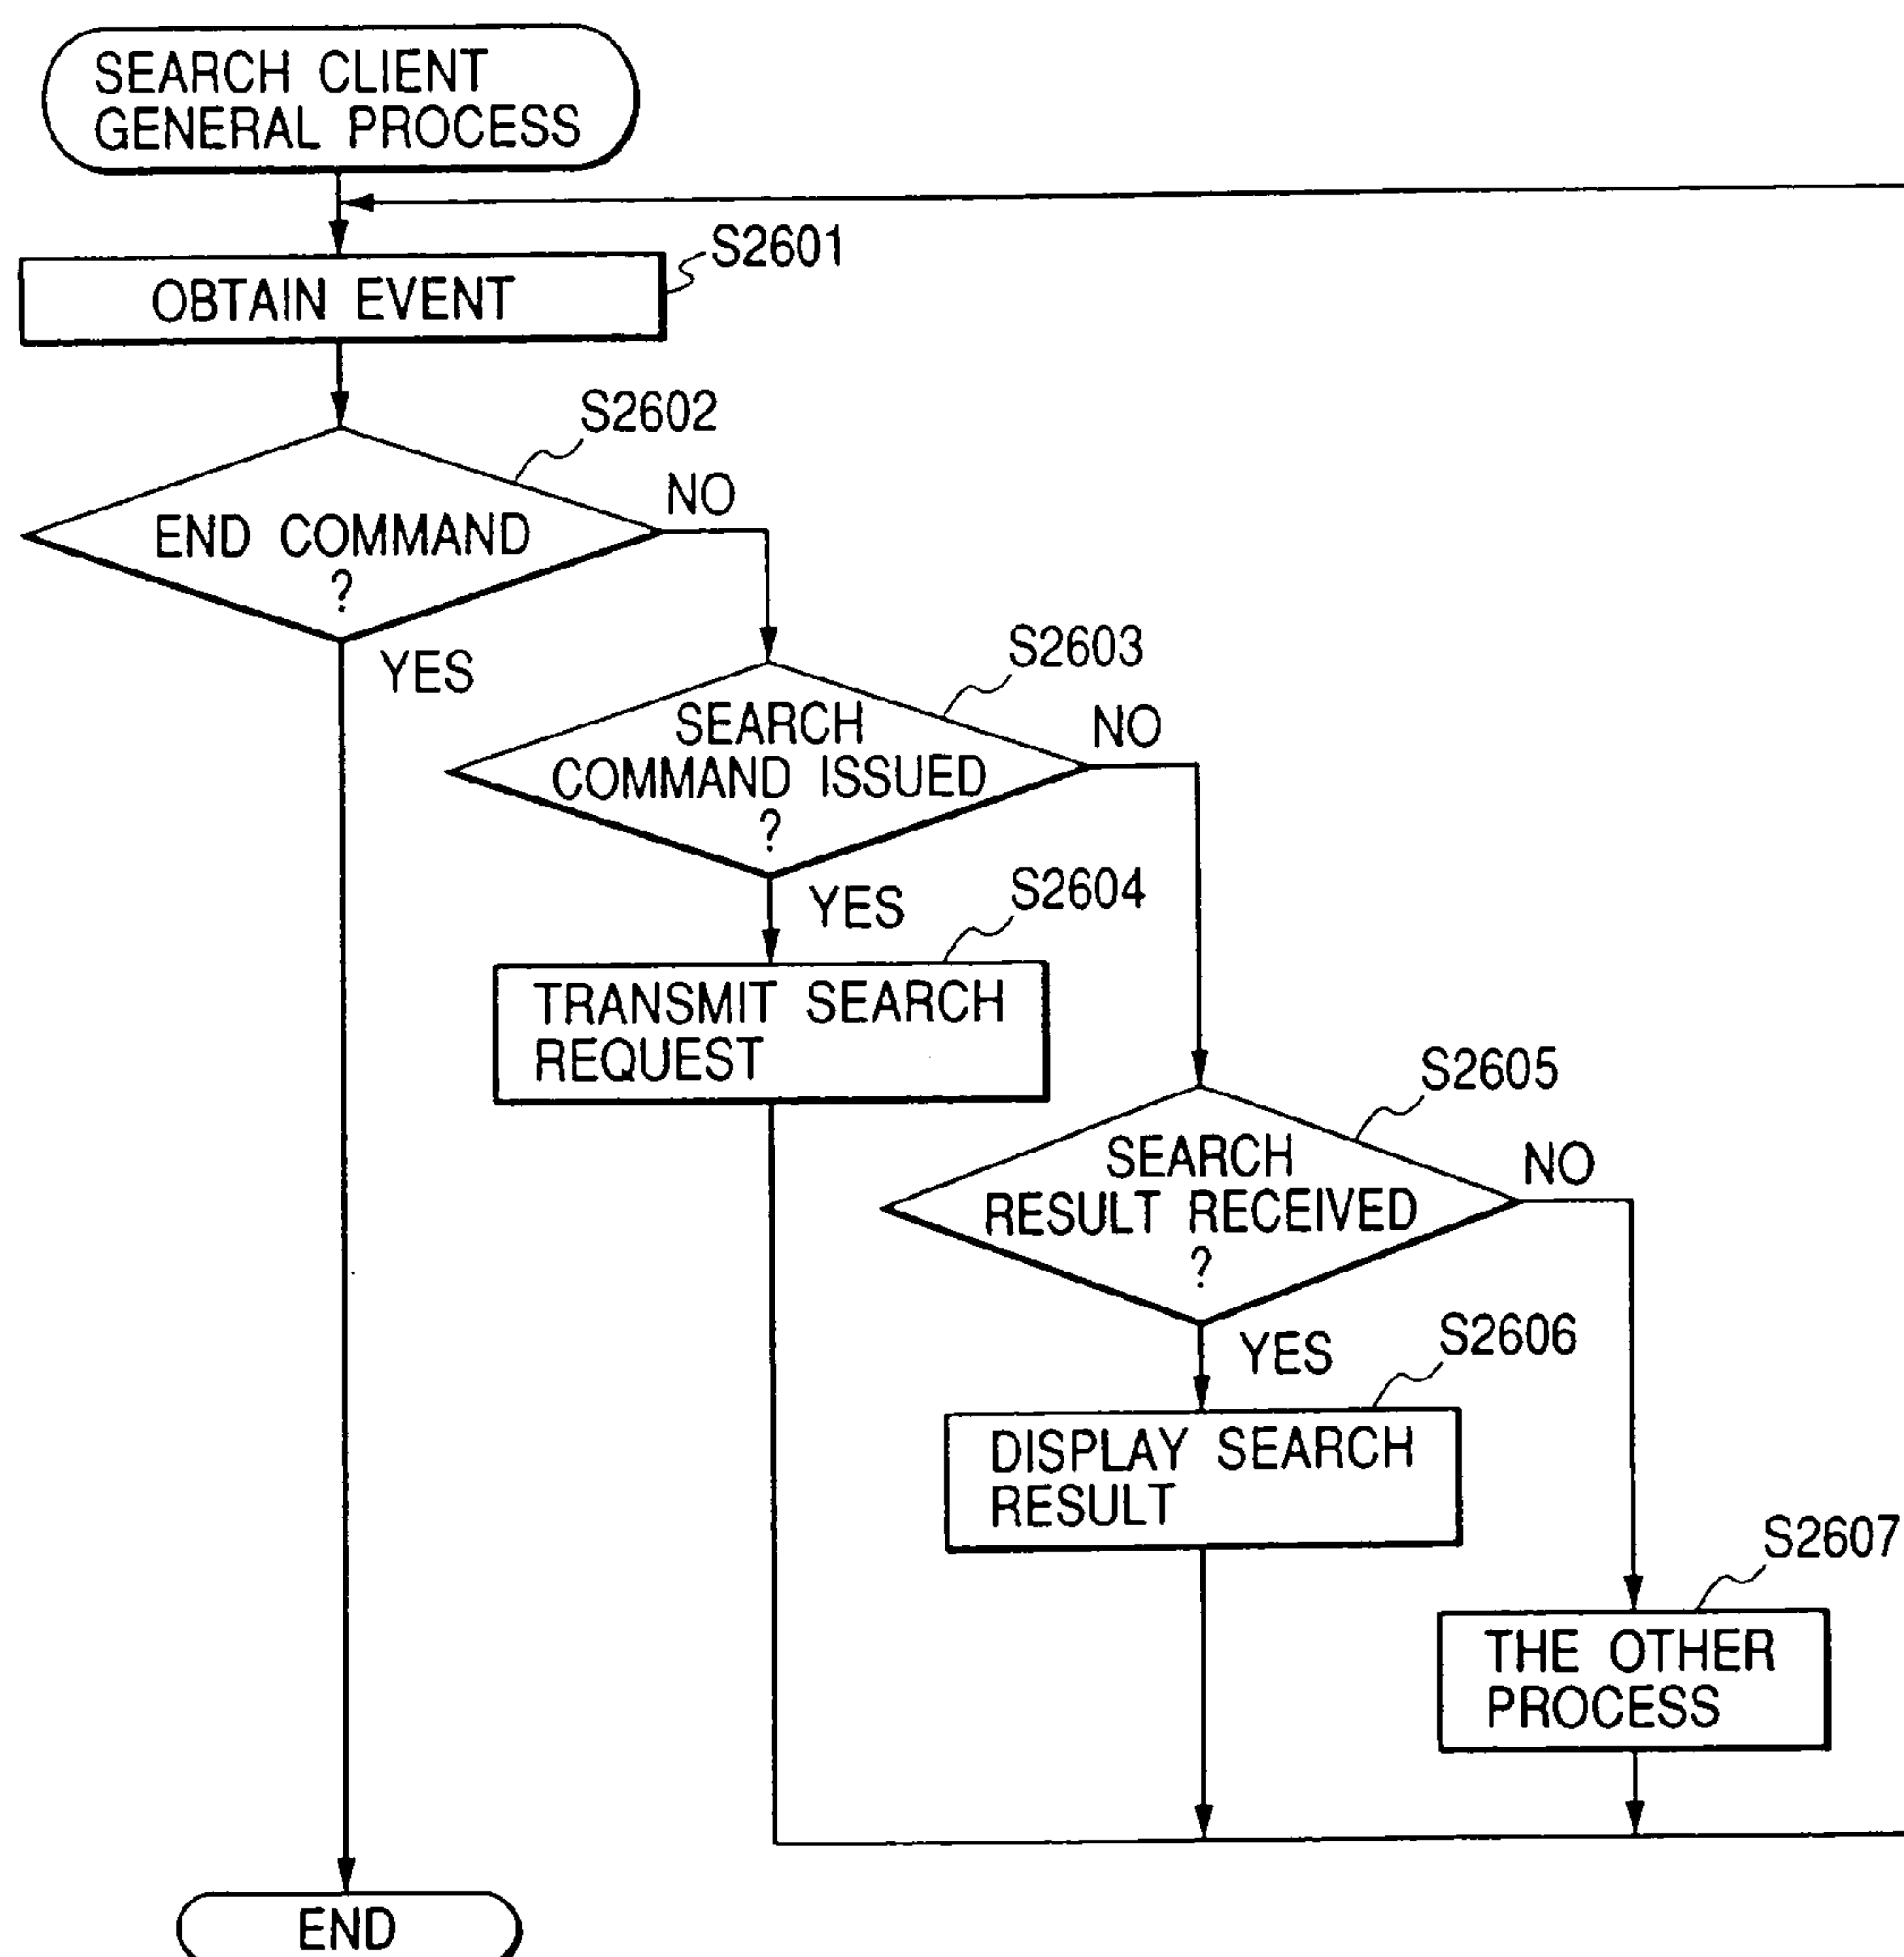 SEARCH CLIENT
GENERAL PROCESS
S2601
OBTAIN EVENT
S2602
NO
END COMMAND
?
YES
S2603
NO
SEARCH
COMMAND ISSUED
?
YES
S2604
TRANSMIT SEARCH
REQUEST
S2605
NO
SEARCH
RESULT RECEIVED
?
YES
S2606
DISPLAY SEARCH
RESULT
S2607
THE OTHER
PROCESS
END